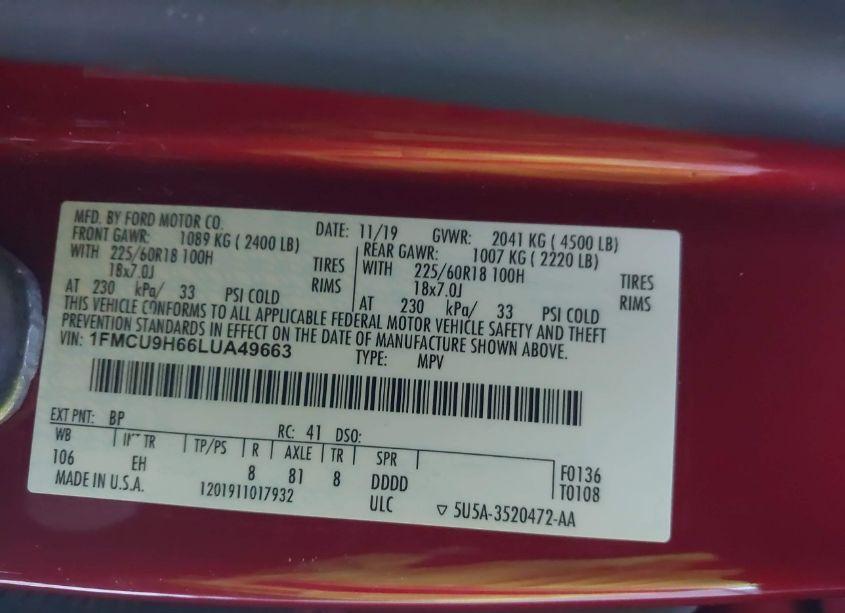 MFD. BY FORD MOTOR CO. DATE: 11/19 GVWR: 2041 KG ( 4500 LB)
FRONT GAWR: 1089 KG ( 2400 LB) REAR GAWR: 1007 KG ( 2220 LB)
WITH 225/60R18 100H TIRES WITH 225/60R18 100H TIRES
18x7.0J RIMS 18x7.0J RIMS
AT 230 kPa/ 33 PSI COLD AT 230 kPa/ 33 PSI COLD
THIS VEHICLE CONFORMS TO ALL APPLICABLE FEDERAL MOTOR VEHICLE SAFETY AND THEFT
PREVENTION STANDARDS IN EFFECT ON THE DATE OF MANUFACTURE SHOWN ABOVE.
VIN: 1FMCU9H66LUA49663 TYPE: MPV
EXT PNT: BP RC: 41 DSO:
WB TR TP/PS R AXLE TR SPR
106 EH 8 81 8 DDDD F0136
MADE IN U.S.A. 1201911017932 ULC T0108
▽ 5U5A-3520472-AA